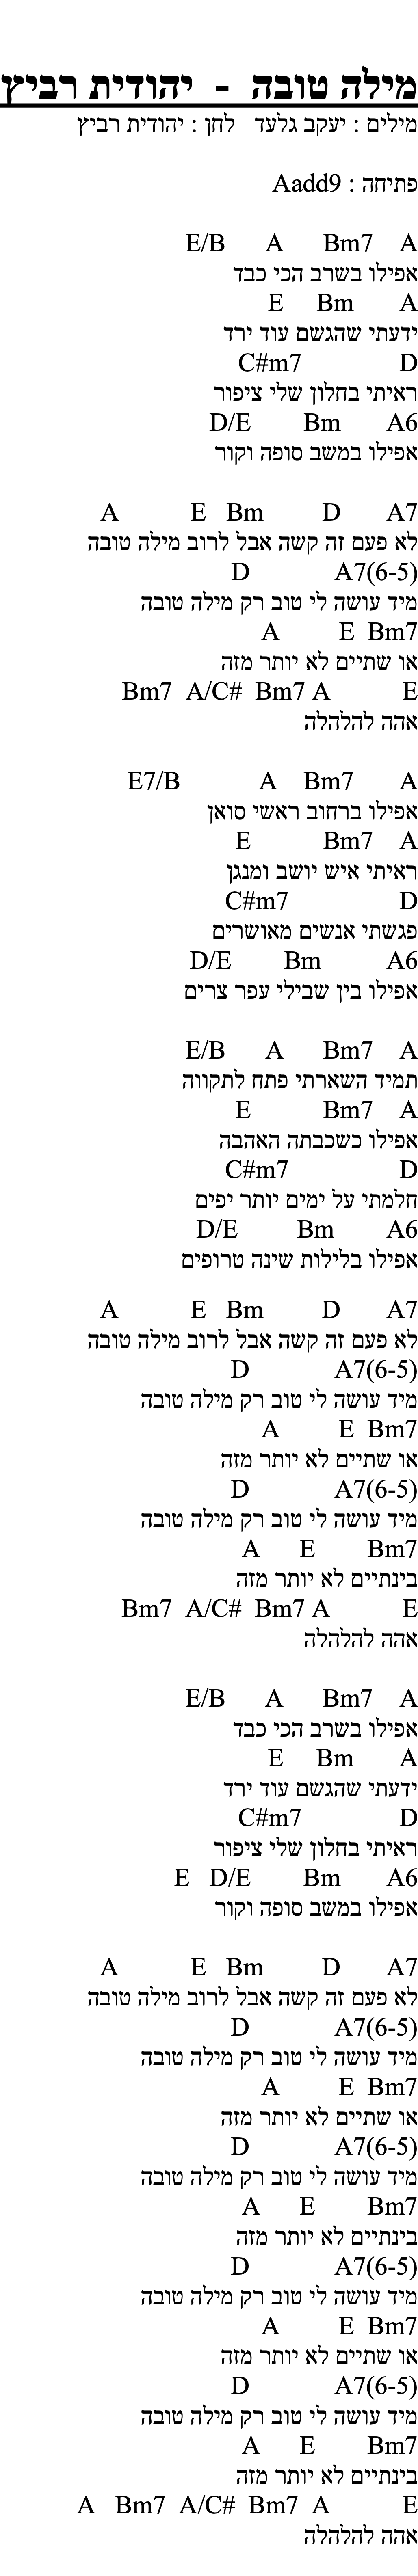 מילה טובה - יהודית רביץ
מילים : יעקב גלעד לחן : יהודית רביץ
פתיחה : Aadd9
E/B A Bm7 A
אפילו בשרב הכי כבד
E Bm A
ידעתי שהגשם עוד ירד
C#m7 D
ראיתי בחלון שלי ציפור
D/E Bm A6
אפילו במשב סופה וקור
A E Bm D A7
לא פעם זה קשה אבל לרוב מילה טובה
D A7(6-5)
מיד עושה לי טוב רק מילה טובה
A E Bm7
או שתיים לא יותר מזה
Bm7 A/C# Bm7 A E
אהה להלהלה
E7/B A Bm7 A
אפילו ברחוב ראשי סואן
E Bm7 A
ראיתי איש יושב ומנגן
C#m7 D
פגשתי אנשים מאושרים
D/E Bm A6
אפילו בין שבילי עפר צרים
E/B A Bm7 A
תמיד השארתי פתח לתקווה
E Bm7 A
אפילו כשכבתה האהבה
C#m7 D
חלמתי על ימים יותר יפים
D/E Bm A6
אפילו בלילות שינה טרופים
A E Bm D A7
לא פעם זה קשה אבל לרוב מילה טובה
D A7(6-5)
מיד עושה לי טוב רק מילה טובה
A E Bm7
או שתיים לא יותר מזה
D A7(6-5)
מיד עושה לי טוב רק מילה טובה
A E Bm7
בינתיים לא יותר מזה
Bm7 A/C# Bm7 A E
אהה להלהלה
E/B A Bm7 A
אפילו בשרב הכי כבד
E Bm A
ידעתי שהגשם עוד ירד
C#m7 D
ראיתי בחלון שלי ציפור
E D/E Bm A6
אפילו במשב סופה וקור
A E Bm D A7
לא פעם זה קשה אבל לרוב מילה טובה
D A7(6-5)
מיד עושה לי טוב רק מילה טובה
A E Bm7
או שתיים לא יותר מזה
D A7(6-5)
מיד עושה לי טוב רק מילה טובה
A E Bm7
בינתיים לא יותר מזה
D A7(6-5)
מיד עושה לי טוב רק מילה טובה
A E Bm7
או שתיים לא יותר מזה
D A7(6-5)
מיד עושה לי טוב רק מילה טובה
A E Bm7
בינתיים לא יותר מזה
A Bm7 A/C# Bm7 A E
אהה להלהלה